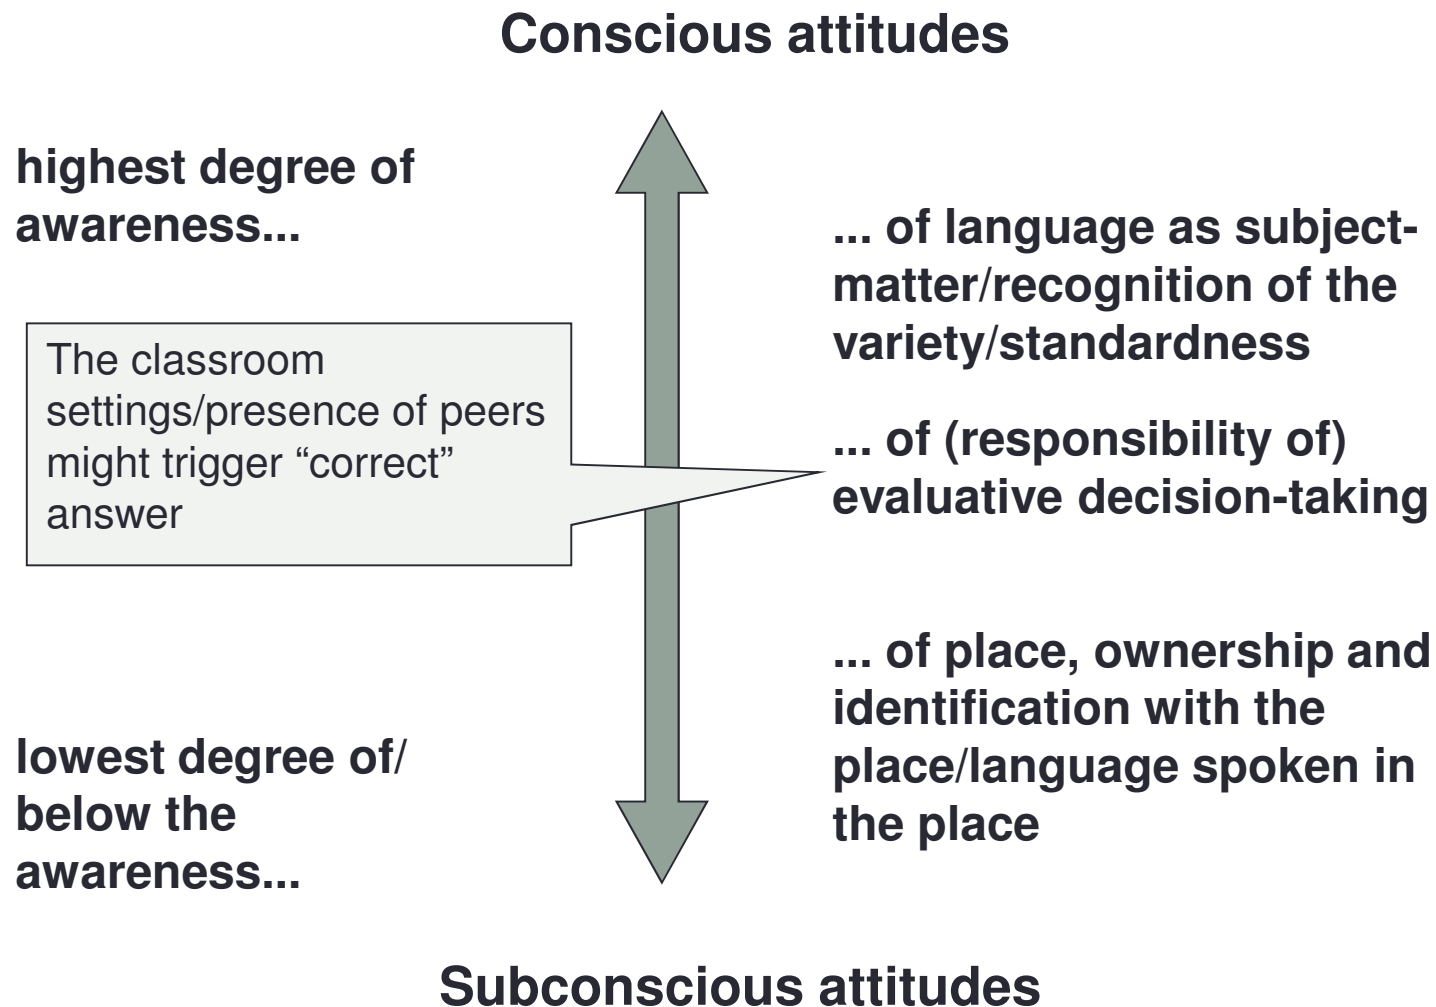 Conscious attitudes
highest degree of
awareness...
... of language as subject-
matter/recognition of the
variety/standardness
The classroom
settings/presence of peers
might trigger “correct”
answer
... of (responsibility of)
evaluative decision-taking
... of place, ownership and
identification with the
place/language spoken in
the place
lowest degree of/
below the
awareness...
Subconscious attitudes